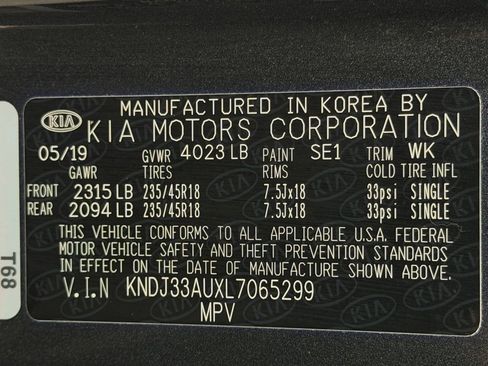 MANUFACTURED IN KOREA BY
KIA KIA MOTORS CORPORATION
05/19 GVWR 4023 LB PAINT SE1 TRIM WK
GAWR TIRES RIMS COLD TIRE INFL
FRONT 2315 LB 235/45R18 7.5Jx18 33psi SINGLE
REAR 2094 LB 235/45R18 7.5Jx18 33psi SINGLE
THIS VEHICLE CONFORMS TO ALL APPLICABLE U.S.A. FEDERAL
MOTOR VEHICLE SAFETY AND THEFT PREVENTION STANDARDS
IN EFFECT ON THE DATE OF MANUFACTURE SHOWN ABOVE.
V.I.N KNDJ33AUXL7065299
MPV
T68